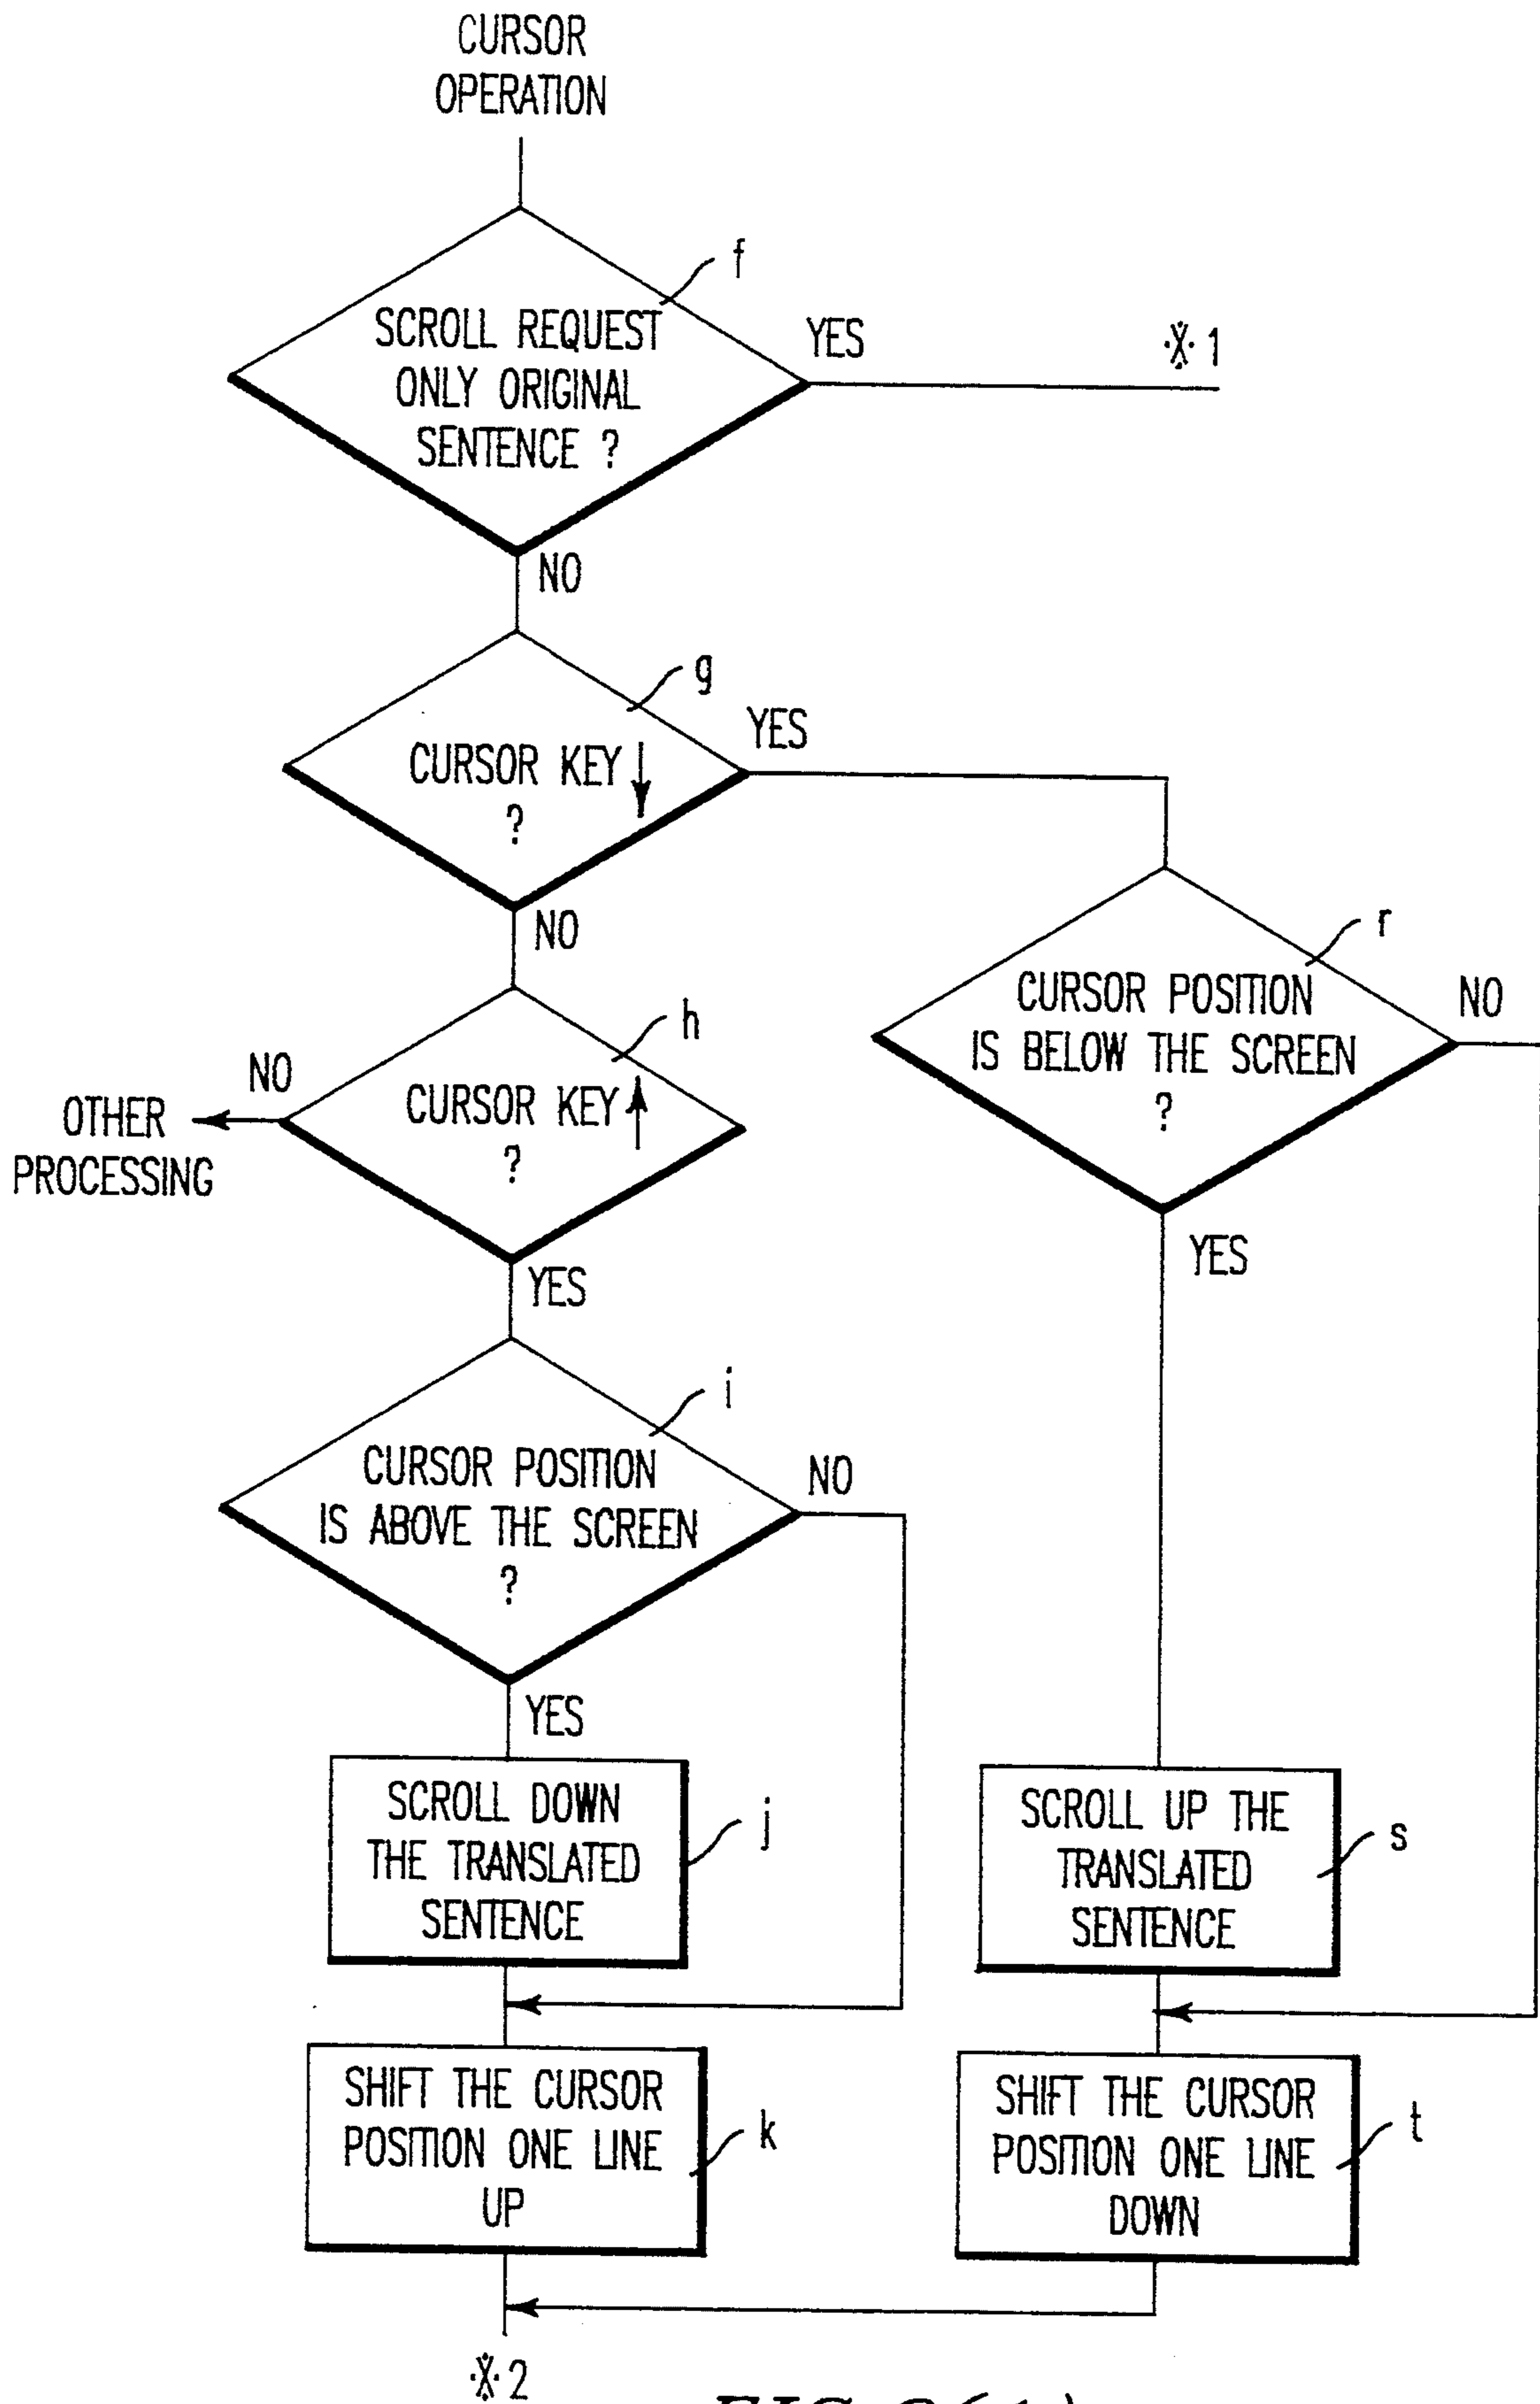 CURSOR
OPERATION
f
SCROLL REQUEST
ONLY ORIGINAL
SENTENCE ?
YES
※1
NO
g
CURSOR KEY ↓
?
YES
NO
r
CURSOR POSITION
IS BELOW THE SCREEN
?
NO
YES
h
CURSOR KEY ↑
?
NO
OTHER
PROCESSING
YES
i
CURSOR POSITION
IS ABOVE THE SCREEN
?
NO
YES
SCROLL DOWN
THE TRANSLATED
SENTENCE
j
SCROLL UP THE
TRANSLATED
SENTENCE
s
SHIFT THE CURSOR
POSITION ONE LINE
UP
k
SHIFT THE CURSOR
POSITION ONE LINE
DOWN
t
※2